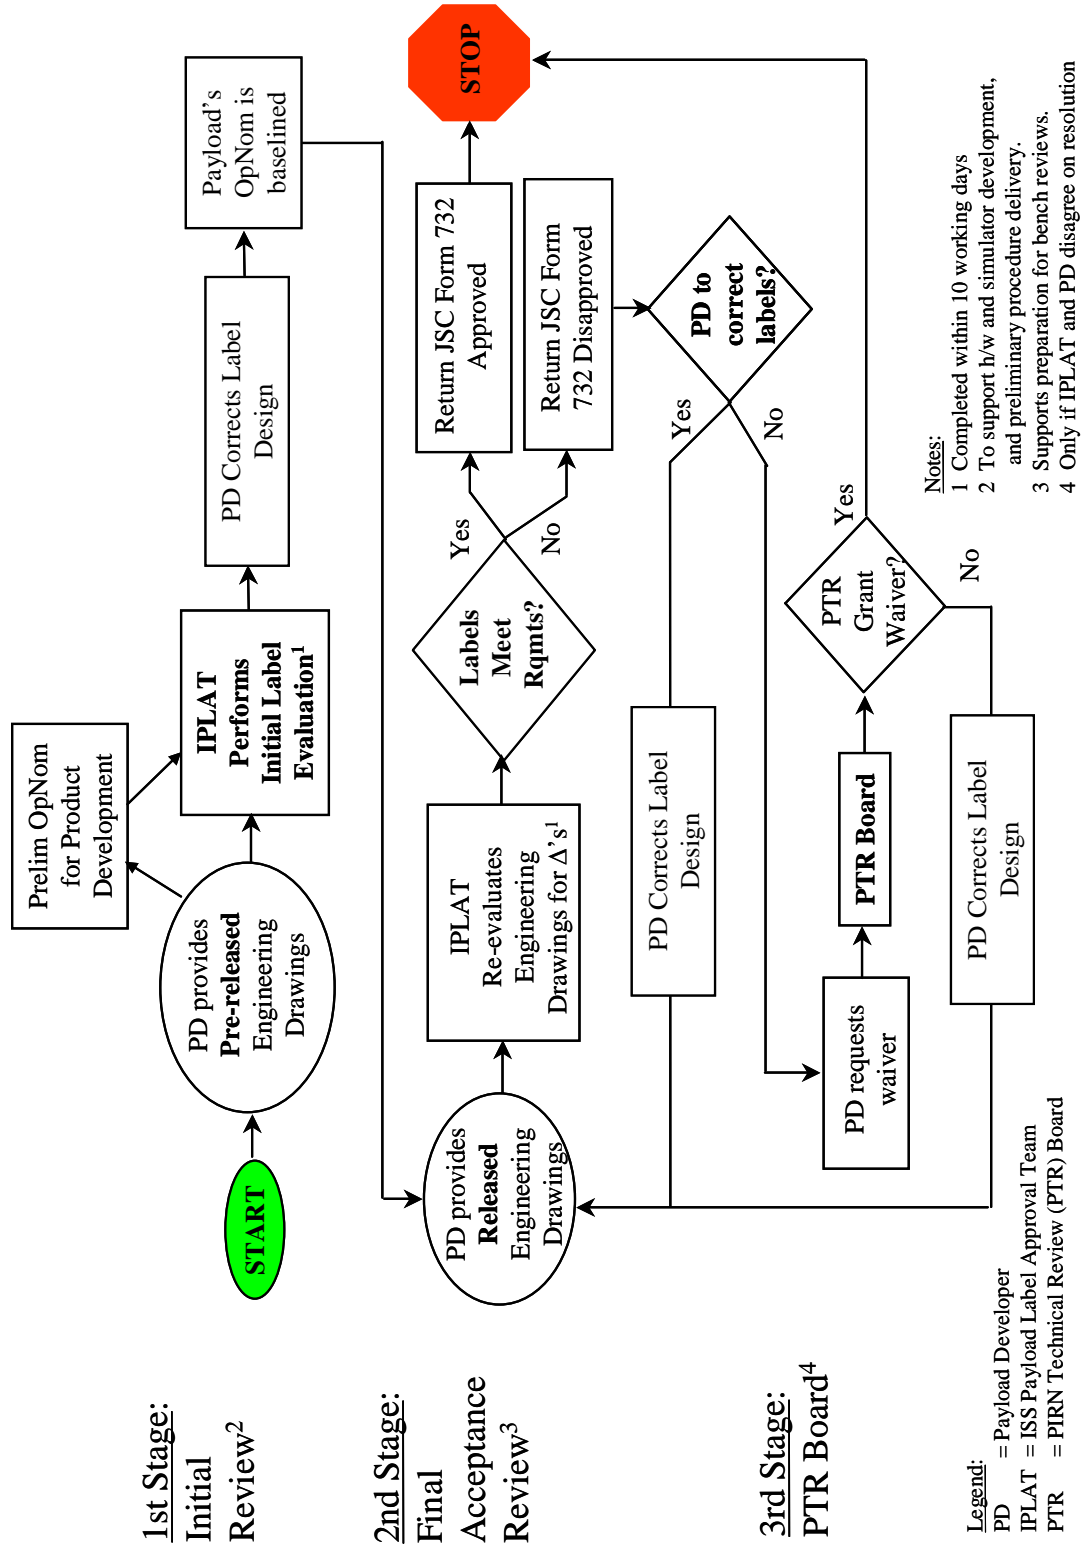 1st Stage:
Initial
Review2
START
PD provides
Pre-released
Engineering
Drawings
Prelim OpNom
for Product
Development
IPLAT
Performs
Initial Label
Evaluation1
PD Corrects Label
Design
Payload's
OpNom is
baselined
2nd Stage:
Final
Acceptance
Review3
PD provides
Released
Engineering
Drawings
IPLAT
Re-evaluates
Engineering
Drawings for Δ's1
Labels
Meet
Rqmts?
Yes
No
Return JSC Form 732
Approved
Return JSC Form
732 Disapproved
STOP
PD to
correct
labels?
Yes
No
PD Corrects Label
Design
3rd Stage:
PTR Board4
PD requests
waiver
PTR Board
PTR
Grant
Waiver?
Yes
No
PD Corrects Label
Design
Legend:
PD = Payload Developer
IPLAT = ISS Payload Label Approval Team
PTR = PIRN Technical Review (PTR) Board
Notes:
1 Completed within 10 working days
2 To support h/w and simulator development,
and preliminary procedure delivery.
3 Supports preparation for bench reviews.
4 Only if IPLAT and PD disagree on resolution